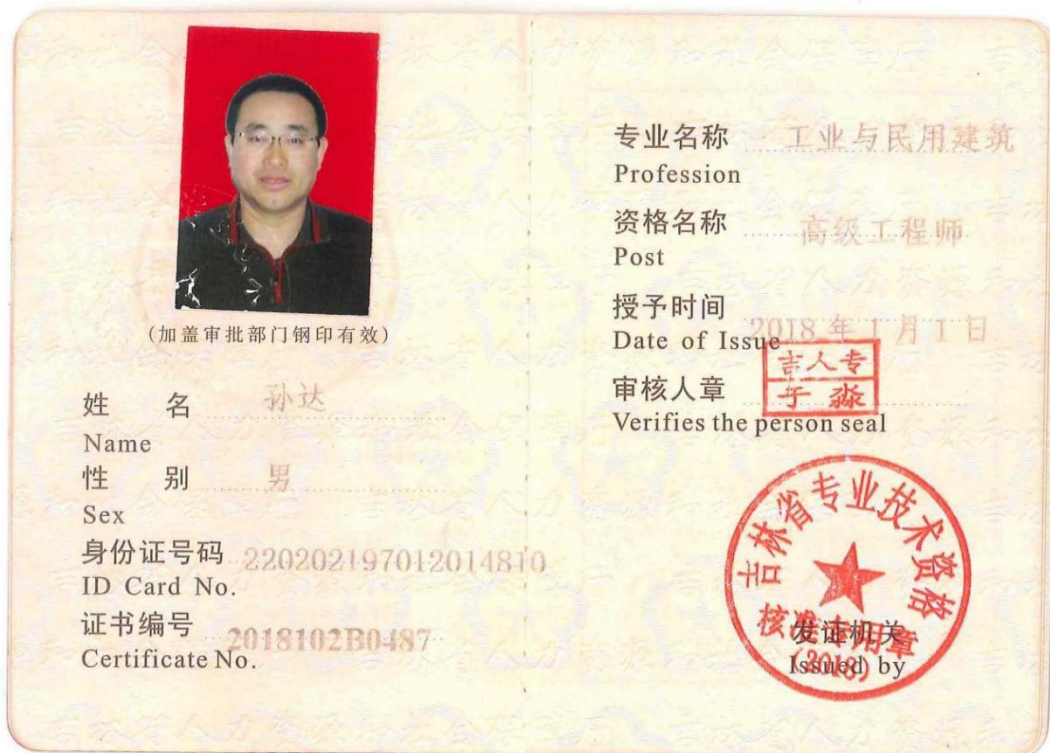 (加盖审批部门钢印有效)
姓 名 孙达
Name
性 别 男
Sex
身份证号码 220202197012014810
ID Card No.
证书编号 2018102B0487
Certificate No.
专业名称 工业与民用建筑
Profession
资格名称 高级工程师
Post
授予时间 2018年1月1日
Date of Issue
审核人章
Verifies the person seal
吉人专
于淼
吉林省专业技术资格
核准专用章
(2018)
发证机关
Issued by